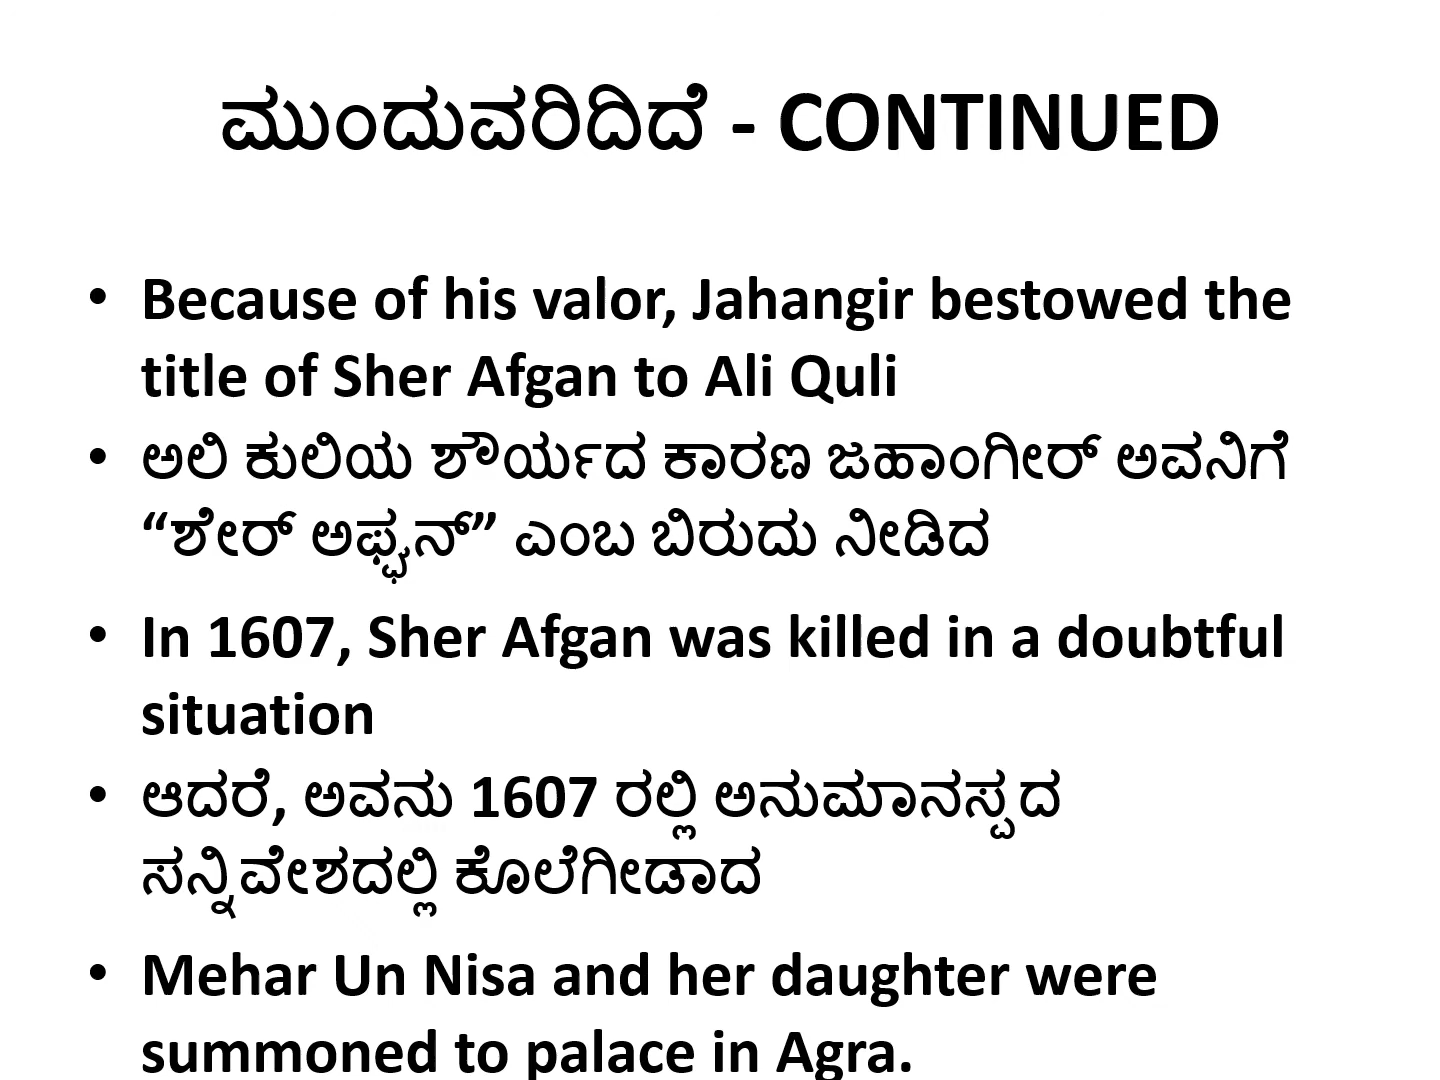 ಮುಂದುವರಿದಿದೆ - CONTINUED
• Because of his valor, Jahangir bestowed the
title of Sher Afgan to Ali Quli
• ಅಲಿ ಕುಲಿಯ ಶೌರ್ಯದ ಕಾರಣ ಜಹಾಂಗೀರ್ ಅವನಿಗೆ
“ಶೇರ್ ಅಫ್ಘನ್” ಎಂಬ ಬಿರುದು ನೀಡಿದ
• In 1607, Sher Afgan was killed in a doubtful
situation
• ಆದರೆ, ಅವನು 1607 ರಲ್ಲಿ ಅನುಮಾನಸ್ಪದ
ಸನ್ನಿವೇಶದಲ್ಲಿ ಕೊಲೆಗೀಡಾದ
• Mehar Un Nisa and her daughter were
summoned to palace in Agra.